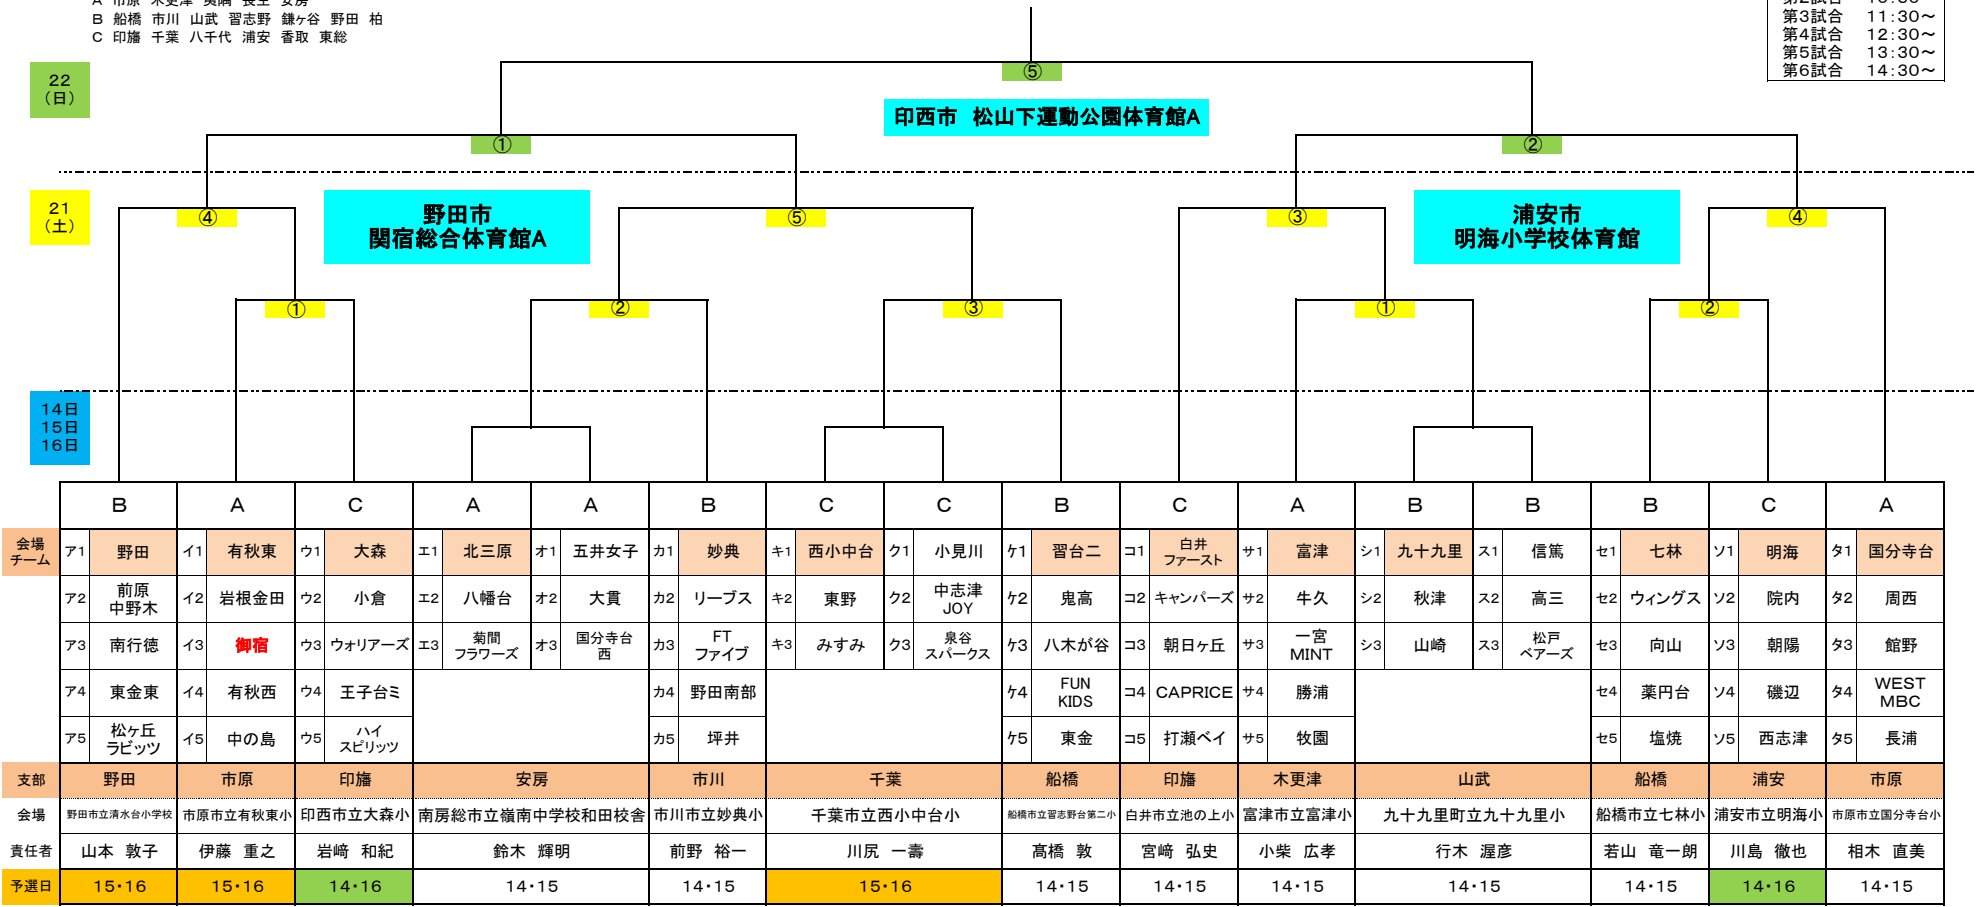 A 市原 木更津 夷隅 長生 安房
B 船橋 市川 山武 習志野 鎌ヶ谷 野田 柏
C 印旛 千葉 八千代 浦安 香取 東総
第2試合 10:30~
第3試合 11:30~
第4試合 12:30~
第5試合 13:30~
第6試合 14:30~
22
(日)
⑤
印西市 松山下運動公園体育館A
① ②
21
(土)
④ ⑤ ③ ④
野田市
関宿総合体育館A
浦安市
明海小学校体育館
① ② ③ ① ②
14日
15日
16日
B A C A A B C C B C A B B B C A
会場
チーム
ア1 野田 イ1 有秋東 ウ1 大森 エ1 北三原 オ1 五井女子 カ1 妙典 キ1 西小中台 ク1 小見川 ケ1 習台二 コ1 白井
ファースト サ1 富津 シ1 九十九里 ス1 信篤 セ1 七林 ソ1 明海 タ1 国分寺台
ア2 前原
中野木 イ2 岩根金田 ウ2 小倉 エ2 八幡台 オ2 大貫 カ2 リーブス キ2 東野 ク2 中志津
JOY ケ2 鬼高 コ2 キャンパーズ サ2 牛久 シ2 秋津 ス2 高三 セ2 ウィングス ソ2 院内 タ2 周西
ア3 南行徳 イ3 御宿 ウ3 ウォリアーズ エ3 菊間
フラワーズ オ3 国分寺台
西 カ3 FT
ファイブ キ3 みすみ ク3 泉谷
スパークス ケ3 八木が谷 コ3 朝日ヶ丘 サ3 一宮
MINT シ3 山崎 ス3 松戸
ベアーズ セ3 向山 ソ3 朝陽 タ3 館野
ア4 東金東 イ4 有秋西 ウ4 王子台ミ カ4 野田南部 ケ4 FUN
KIDS コ4 CAPRICE サ4 勝浦 セ4 薬円台 ソ4 磯辺 タ4 WEST
MBC
ア5 松ヶ丘
ラビッツ イ5 中の島 ウ5 ハイ
スピリッツ カ5 坪井 ケ5 東金 コ5 打瀬ベイ サ5 牧園 セ5 塩焼 ソ5 西志津 タ5 長浦
支部 野田 市原 印旛 安房 市川 千葉 船橋 印旛 木更津 山武 船橋 浦安 市原
会場 野田市立清水台小学校 市原市立有秋東小 印西市立大森小 南房総市立嶺南中学校和田校舎 市川市立妙典小 千葉市立西小中台小 船橋市立習志野台第二小 白井市立池の上小 富津市立富津小 九十九里町立九十九里小 船橋市立七林小 浦安市立明海小 市原市立国分寺台小
責任者 山本 敦子 伊藤 重之 岩﨑 和紀 鈴木 輝明 前野 裕一 川尻 一壽 髙橋 敦 宮﨑 弘史 小柴 広孝 行木 渥彦 若山 竜一朗 川島 徹也 相木 直美
予選日 15・16 15・16 14・16 14・15 14・15 15・16 14・15 14・15 14・15 14・15 14・15 14・16 14・15